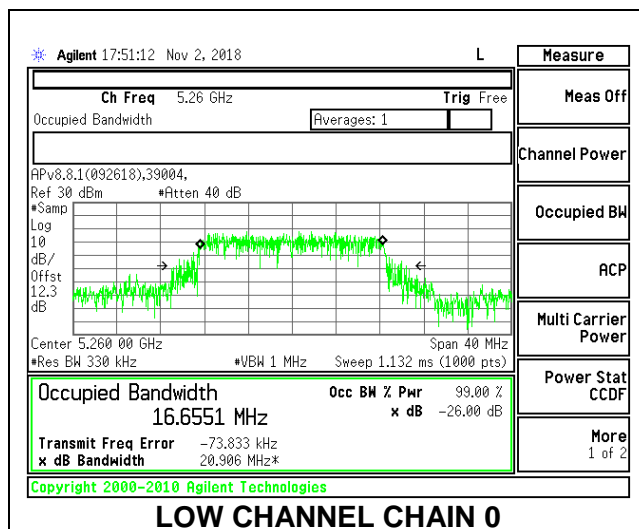 Agilent 17:51:12 Nov 2, 2018 L
Measure
Ch Freq 5.26 GHz Trig Free
Meas Off
Occupied Bandwidth Averages: 1
Channel Power
APv8.8.1(092618),39004,
Ref 30 dBm #Atten 40 dB
#Samp
Log
10
dB/
Offst
12.3
dB
Occupied BW
ACP
Multi Carrier
Power
Center 5.260 00 GHz Span 40 MHz
#Res BW 330 kHz #VBW 1 MHz Sweep 1.132 ms (1000 pts)
Power Stat
CCDF
Occupied Bandwidth Occ BW % Pwr 99.00 %
16.6551 MHz x dB -26.00 dB
Transmit Freq Error -73.833 kHz
x dB Bandwidth 20.906 MHz*
More
1 of 2
Copyright 2000-2010 Agilent Technologies
LOW CHANNEL CHAIN 0